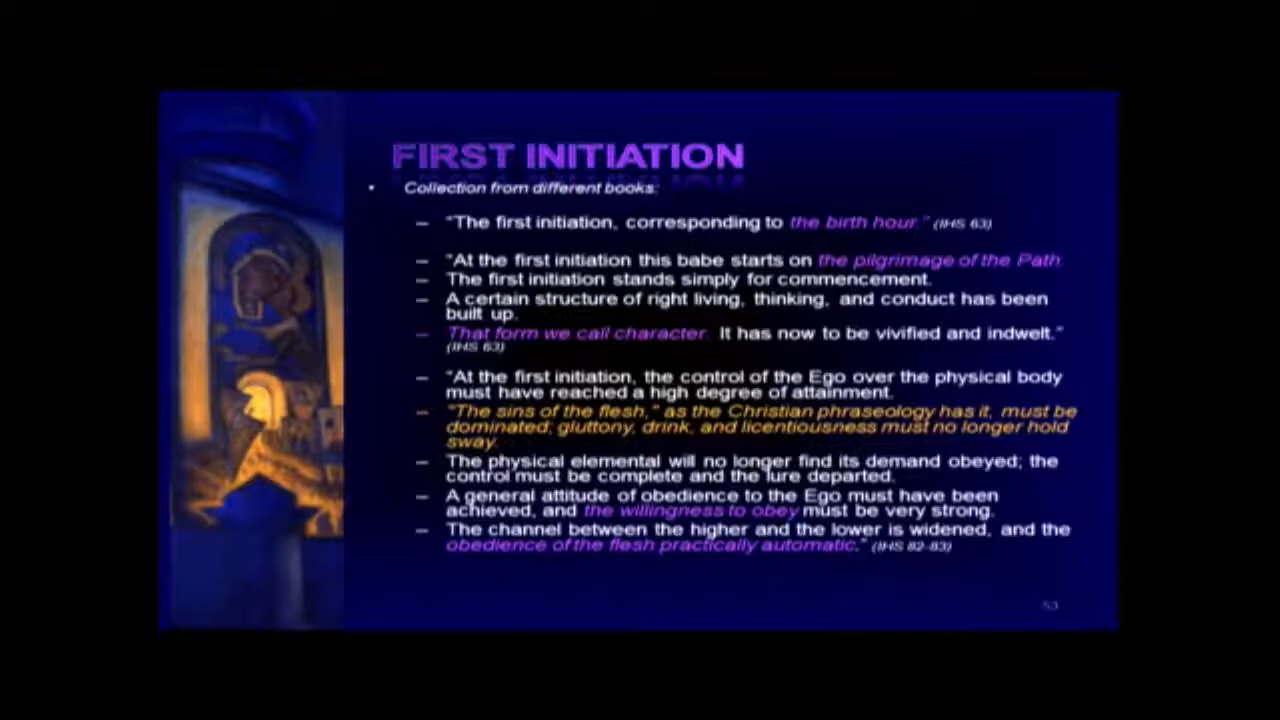 FIRST INITIATION
• Collection from different books:
– “The first initiation, corresponding to the birth hour.” (IHS 63)
– “At the first initiation this babe starts on the pilgrimage of the Path.
– The first initiation stands simply for commencement.
– A certain structure of right living, thinking, and conduct has been
built up.
– That form we call character. It has now to be vivified and indwelt.”
(IHS 63)
– “At the first initiation, the control of the Ego over the physical body
must have reached a high degree of attainment.
– “The sins of the flesh,” as the Christian phraseology has it, must be
dominated; gluttony, drink, and licentiousness must no longer hold
sway.
– The physical elemental will no longer find its demand obeyed; the
control must be complete and the lure departed.
– A general attitude of obedience to the Ego must have been
achieved, and the willingness to obey must be very strong.
– The channel between the higher and the lower is widened, and the
obedience of the flesh practically automatic.” (IHS 82-83)
53